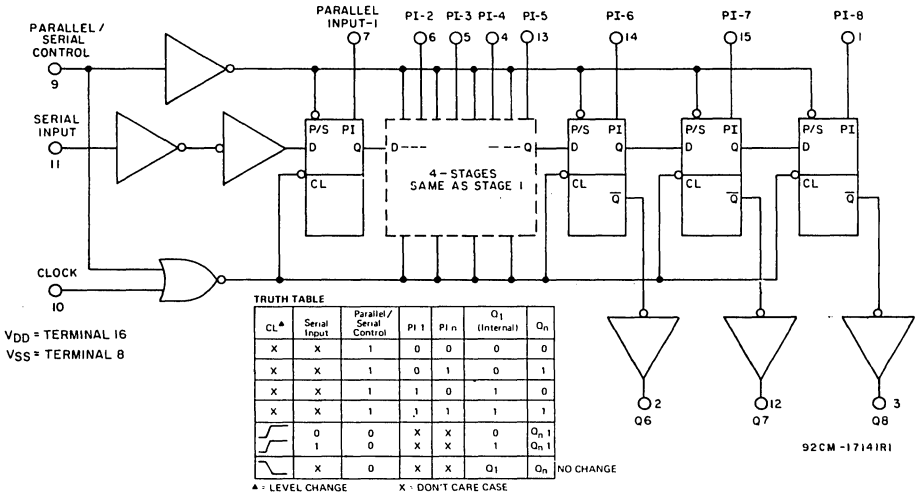 PARALLEL INPUT-1
PI-2 PI-3 PI-4 PI-5 PI-6 PI-7 PI-8
7 6 5 4 13 14 15 1
PARALLEL / SERIAL CONTROL
9
SERIAL INPUT
11
P/S PI
D Q
CL
D Q
4-STAGES
SAME AS STAGE 1
P/S PI
D Q
CL
Q̅
P/S PI
D Q
CL
Q̅
P/S PI
D
CL
Q̅
CLOCK
10
VDD = TERMINAL 16
VSS = TERMINAL 8
TRUTH TABLE
CL▲ Serial Input Parallel/ Serial Control PI 1 PI n Q1 (Internal) Qn
X X 1 0 0 0 0
X X 1 0 1 0 1
X X 1 1 0 1 0
X X 1 1 1 1 1
0 0 X X 0 Qn 1
1 0 X X 1 Qn 1
X 0 X X Q1 Qn NO CHANGE
▲ = LEVEL CHANGE X = DON'T CARE CASE
2 12 3
Q6 Q7 Q8
92CM-17141R1